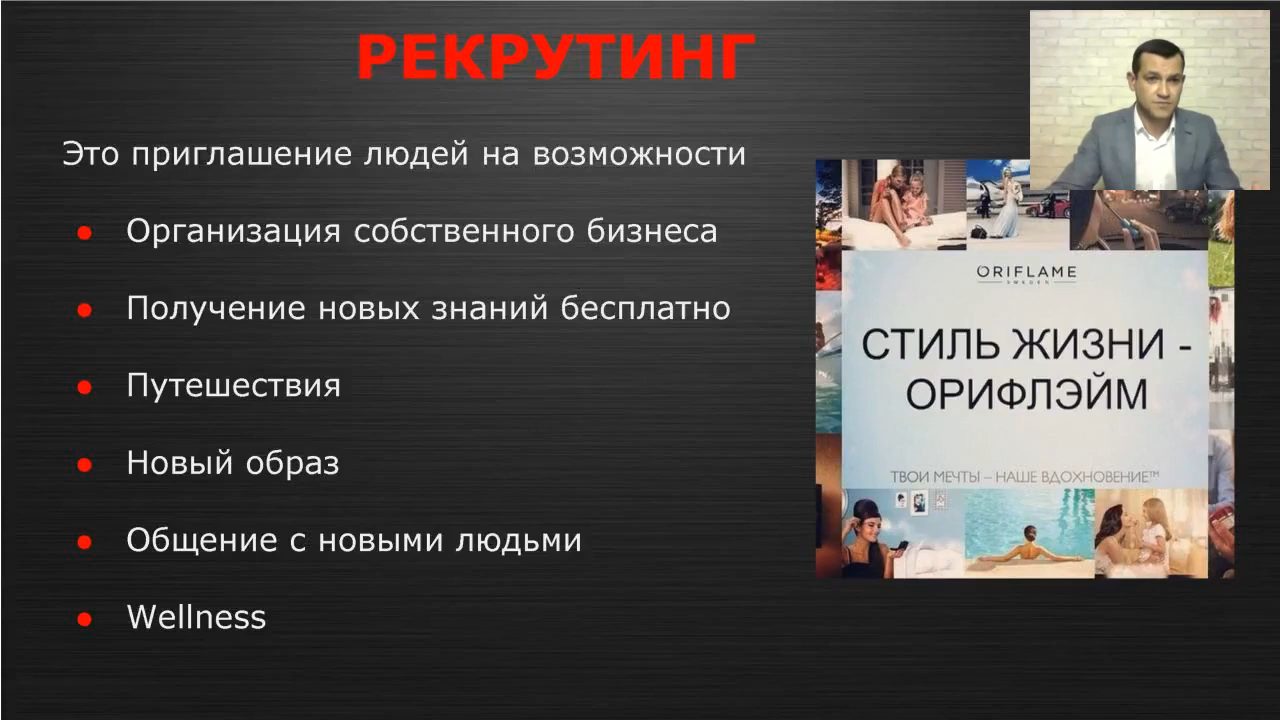 РЕКРУТИНГ
Это приглашение людей на возможности
Организация собственного бизнеса
Получение новых знаний бесплатно
Путешествия
Новый образ
Общение с новыми людьми
Wellness
ORIFLAME
SWEDEN
СТИЛЬ ЖИЗНИ -
ОРИФЛЭЙМ
ТВОИ МЕЧТЫ – НАШЕ ВДОХНОВЕНИЕ™